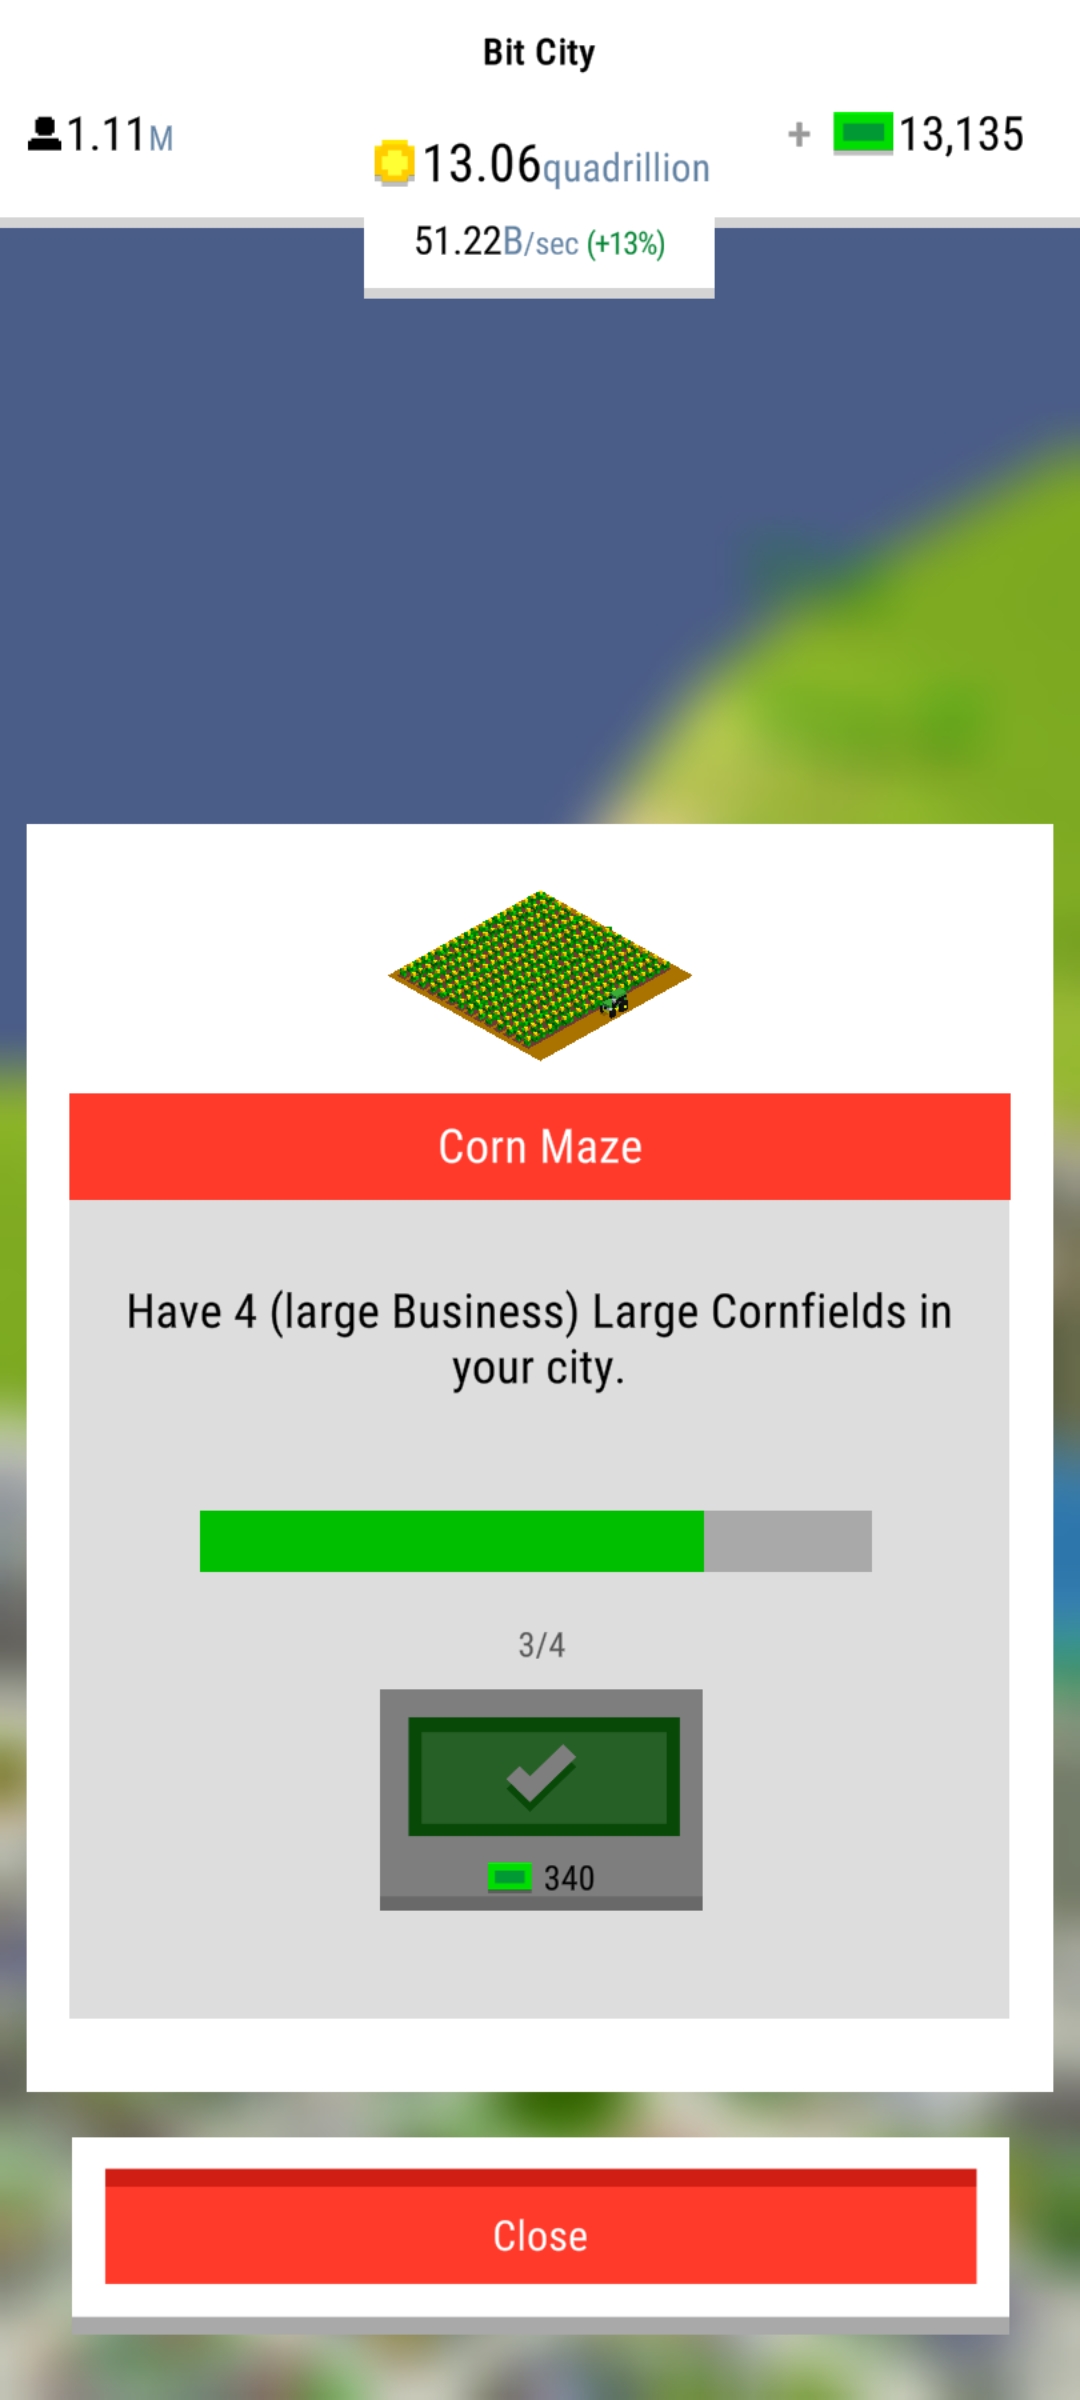 Bit City
1.11M
13.06quadrillion
+ 13,135
51.22B/sec (+13%)
Corn Maze
Have 4 (large Business) Large Cornfields in
your city.
3/4
340
Close